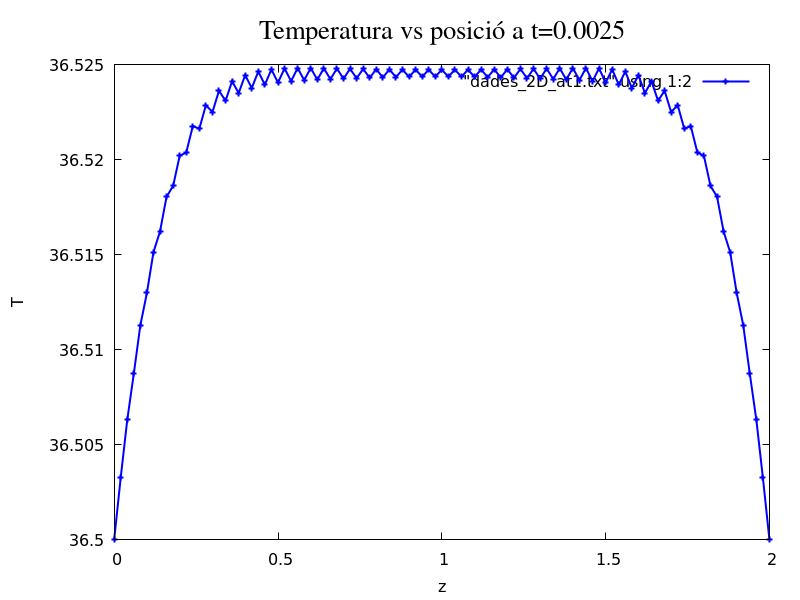 Temperatura vs posició a t=0.0025
36.525
"dades_2D_at1.txt" using 1:2
36.52
36.515
T
36.51
36.505
36.5
0 0.5 1 1.5 2
z